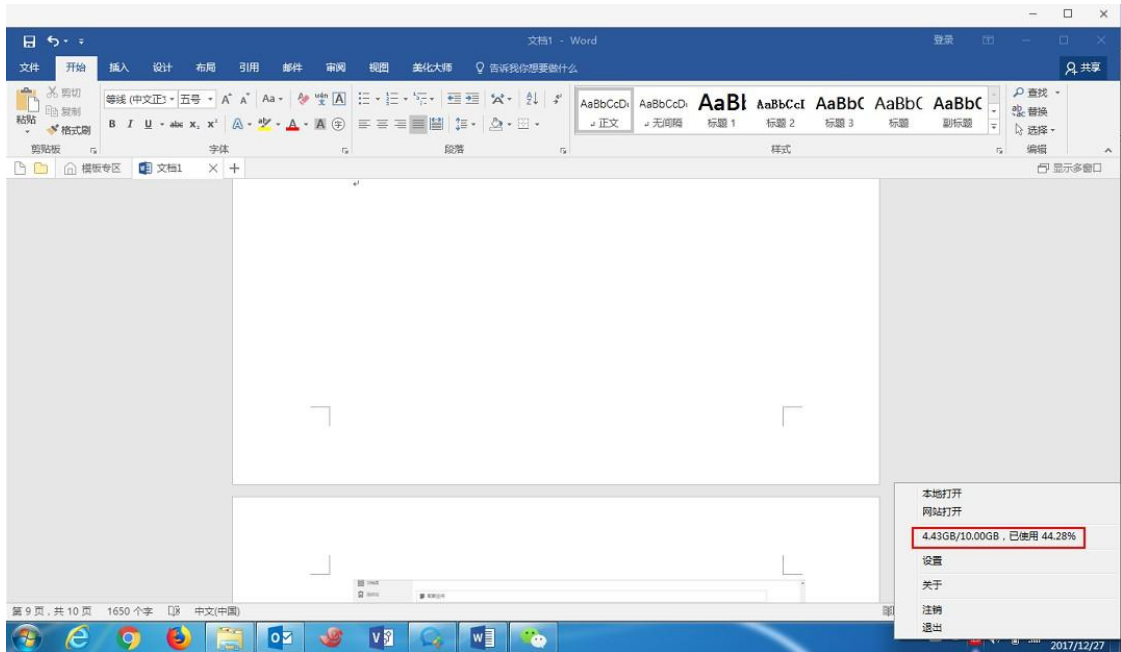 文档1 - Word
登录
文件 开始 插入 设计 布局 引用 邮件 审阅 视图 美化大师 告诉我你想要做什么 共享
剪切
复制
粘贴
格式刷
等线 (中文正 五号
AaBbCcDı AaBbCcDı AaBl AaBbCcI AaBbC AaBbC AaBbC
正文 无间隔 标题 1 标题 2 标题 3 标题 副标题
查找
替换
选择
剪贴板 字体 段落 样式 编辑
模板专区 文档1 显示多窗口
本地打开
网站打开
4.43GB/10.00GB，已使用 44.28%
设置
关于
注销
退出
第 9 页，共 10 页 1650 个字 中文(中国)
2017/12/27